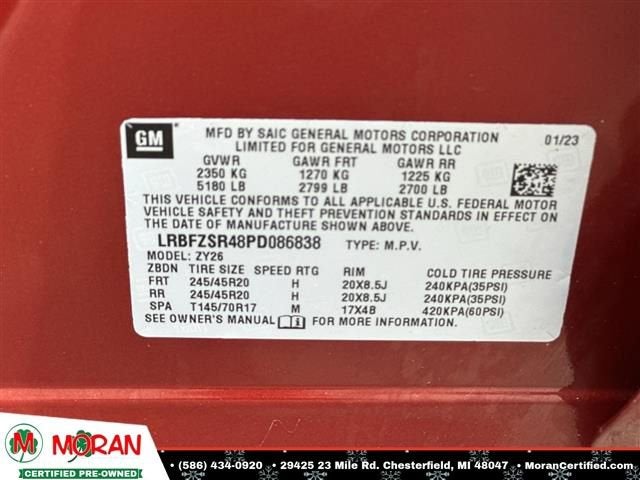 GM
MFD BY SAIC GENERAL MOTORS CORPORATION 01/23
LIMITED FOR GENERAL MOTORS LLC
GVWR GAWR FRT GAWR RR
2350 KG 1270 KG 1225 KG
5180 LB 2799 LB 2700 LB
THIS VEHICLE CONFORMS TO ALL APPLICABLE U.S. FEDERAL MOTOR
VEHICLE SAFETY AND THEFT PREVENTION STANDARDS IN EFFECT
ON THE DATE OF MANUFACTURE SHOWN ABOVE.
LRBFZSR48PD086838 TYPE: M.P.V.
MODEL: ZY26
ZBDN TIRE SIZE SPEED RTG RIM COLD TIRE PRESSURE
FRT 245/45R20 H 20X8.5J 240KPA(35PSI)
RR 245/45R20 H 20X8.5J 240KPA(35PSI)
SPA T145/70R17 M 17X4B 420KPA(60PSI)
SEE OWNER'S MANUAL FOR MORE INFORMATION.
MORAN
CERTIFIED PRE-OWNED
• (586) 434-0920 • 29425 23 Mile Rd. Chesterfield, MI 48047 • MoranCertified.com •